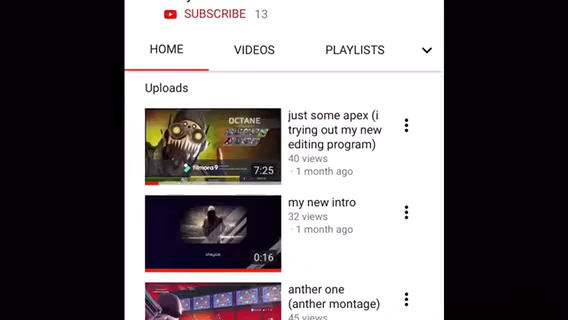 SUBSCRIBE 13
HOME VIDEOS PLAYLISTS
Uploads
OCTANE
filmora9
7:25
just some apex (i
trying out my new
editing program)
40 views
· 1 month ago
0:16
my new intro
32 views
· 1 month ago
anther one
(anther montage)
45 views